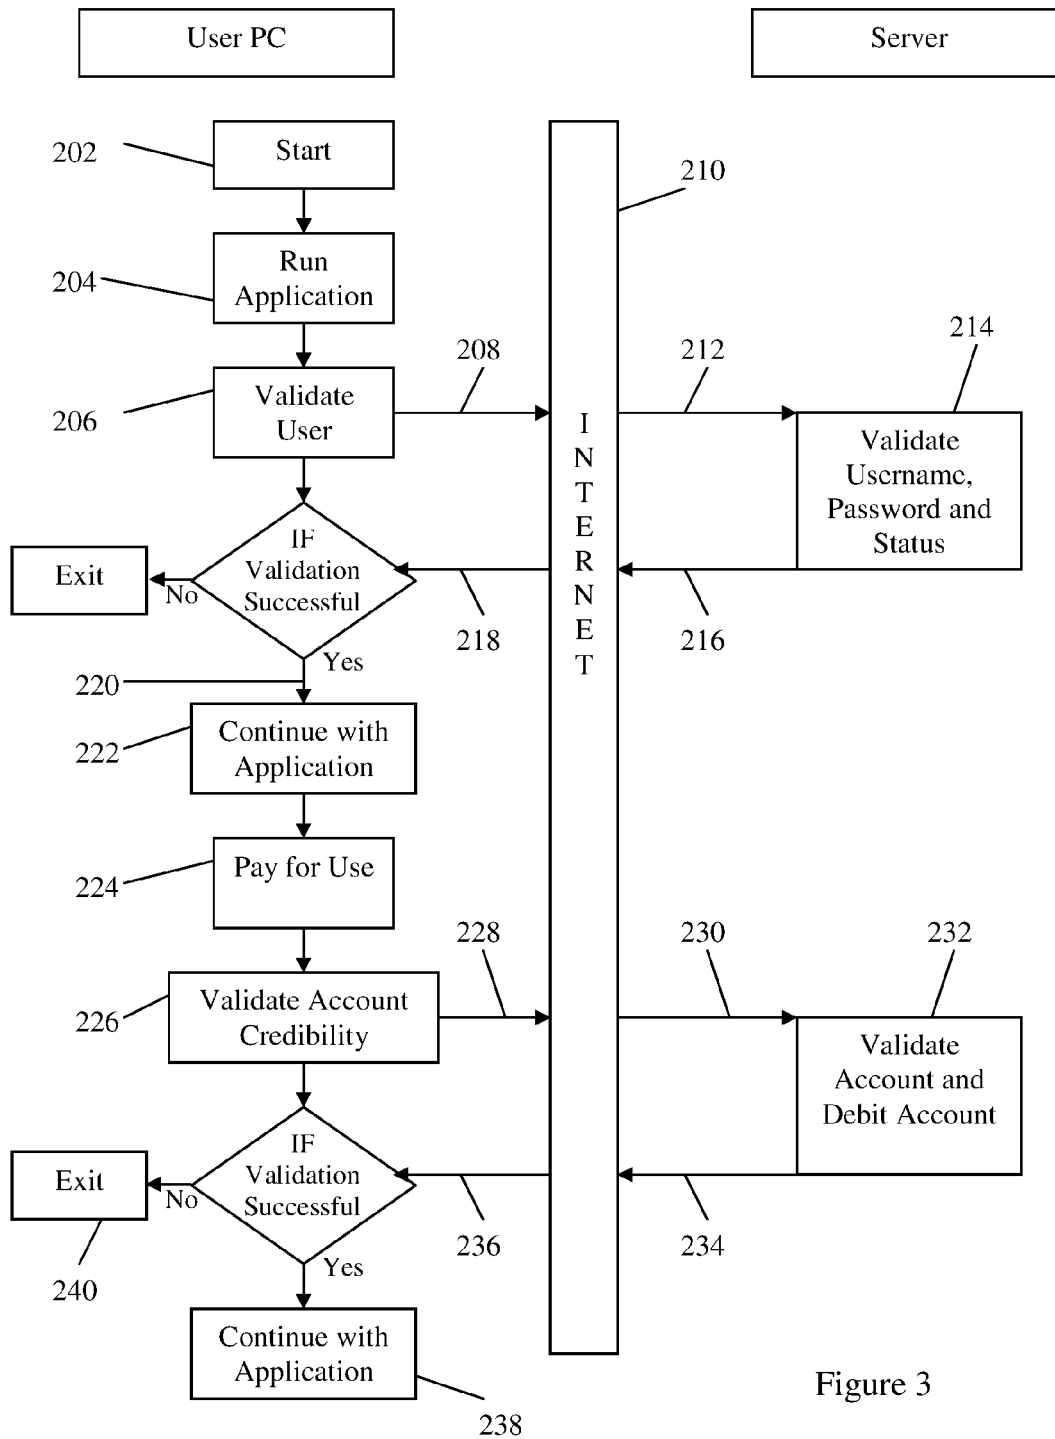 User PC
Server
Start
202
210
Run
Application
204
208
212
214
Validate
User
206
I
N
T
E
R
N
E
T
Validate
Username,
Password and
Status
IF
Validation
Successful
Exit
No
218
216
Yes
220
Continue with
Application
222
Pay for Use
224
228
230
232
Validate Account
Credibility
226
Validate
Account and
Debit Account
IF
Validation
Successful
Exit
No
236
234
Yes
240
Continue with
Application
238
Figure 3